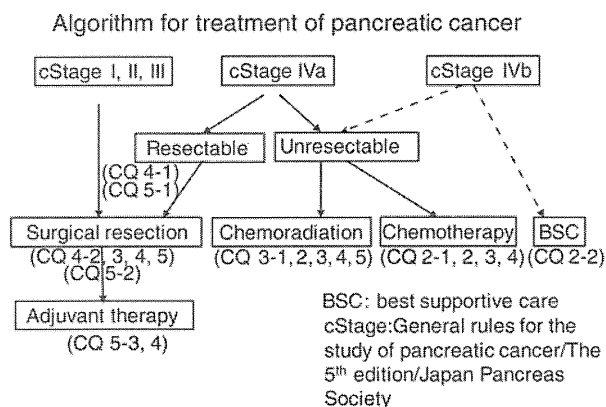 Algorithm for treatment of pancreatic cancer
cStage I, II, III
cStage IVa
cStage IVb
Resectable
Unresectable
(CQ 4-1)
(CQ 5-1)
Surgical resection
Chemoradiation
Chemotherapy
BSC
(CQ 4-2, 3, 4, 5)
(CQ 3-1, 2, 3, 4, 5)
(CQ 2-1, 2, 3, 4)
(CQ 2-2)
(CQ 5-2)
Adjuvant therapy
(CQ 5-3, 4)
BSC: best supportive care
cStage:General rules for the
study of pancreatic cancer/The
5th edition/Japan Pancreas
Society